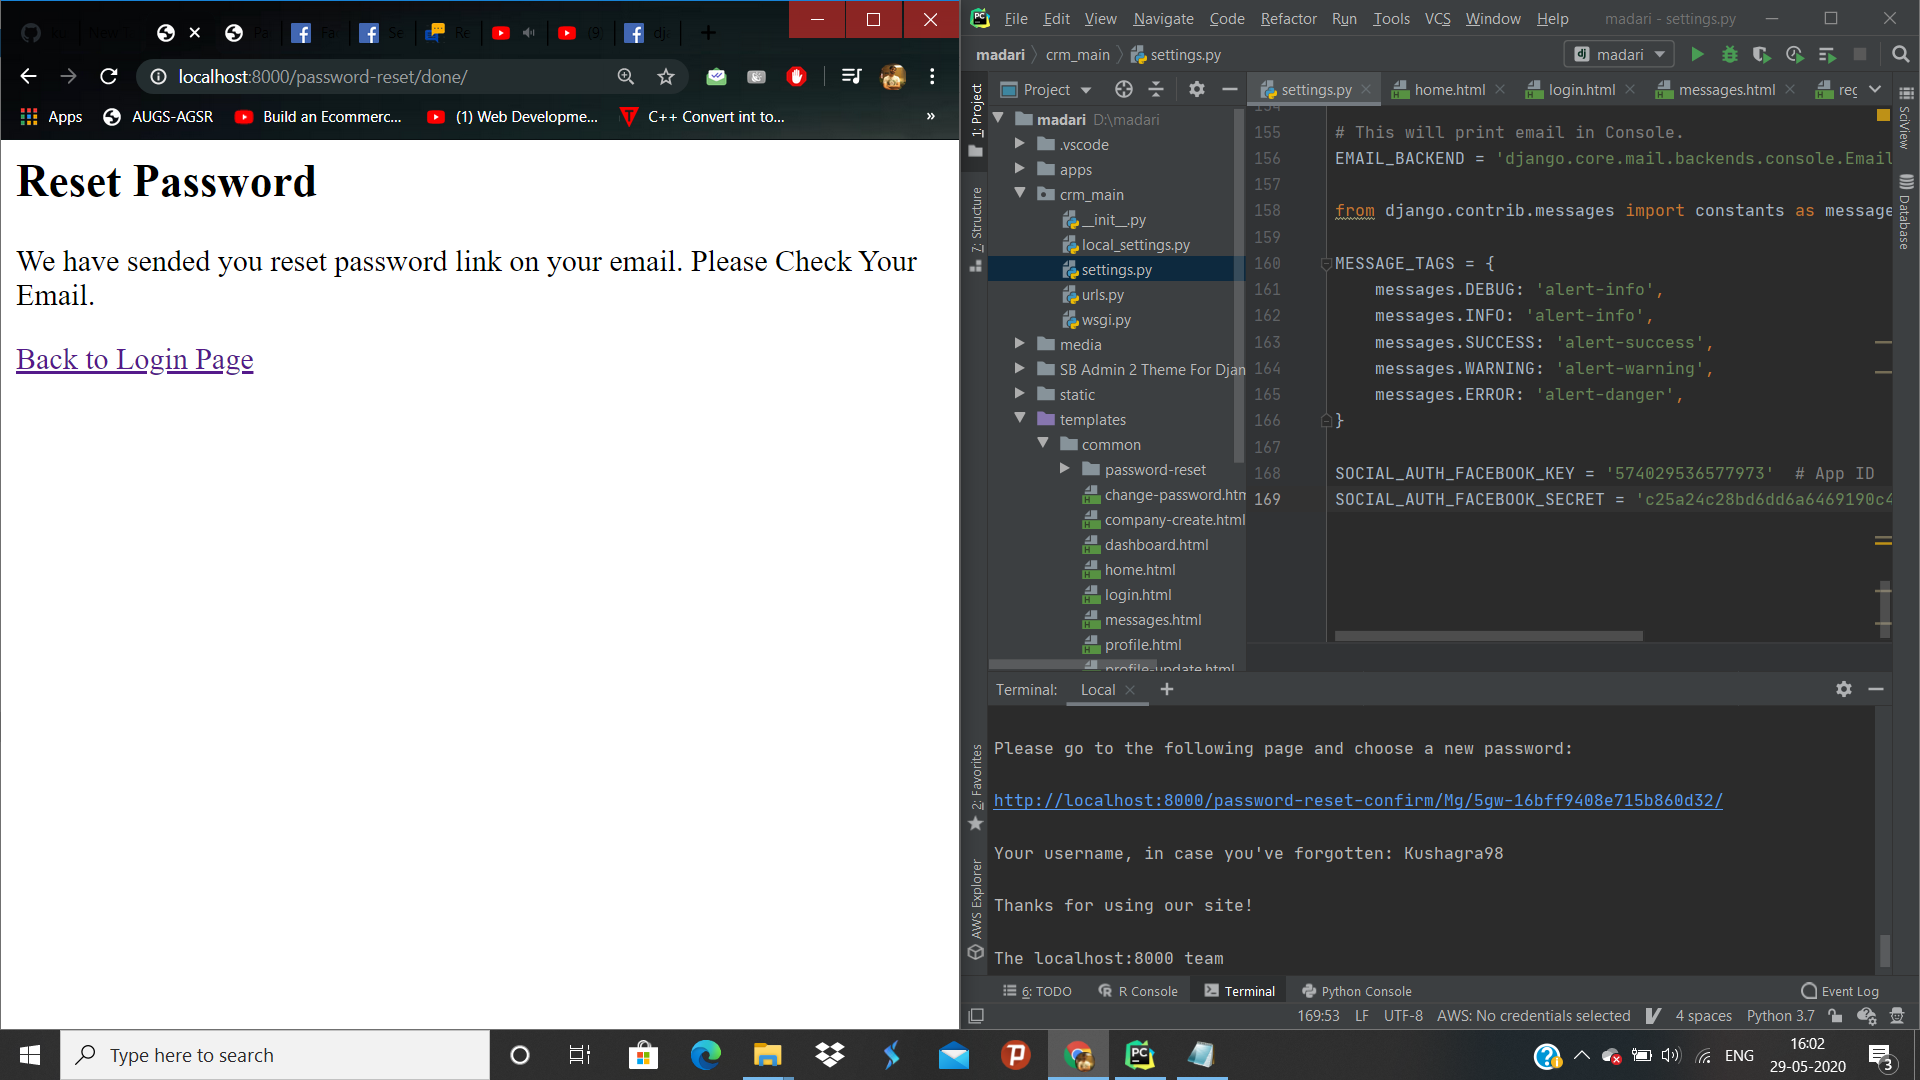 localhost:8000/password-reset/done/
Apps
AUGS-AGSR
Build an Ecommerc...
(1) Web Developme...
C++ Convert int to...
»
Reset Password
We have sended you reset password link on your email. Please Check Your
Email.
Back to Login Page
File Edit View Navigate Code Refactor Run Tools VCS Window Help
madari - settings.py
madari crm_main settings.py
madari
Project
settings.py
home.html
login.html
messages.html
1: Project
7: Structure
2: Favorites
AWS Explorer
SciView
Database
madari D:\madari
.vscode
apps
crm_main
__init__.py
local_settings.py
settings.py
urls.py
wsgi.py
media
SB Admin 2 Theme For Djan
static
templates
common
password-reset
change-password.htm
company-create.html
dashboard.html
home.html
login.html
messages.html
profile.html
profile-update.html
154
155 # This will print email in Console.
156 EMAIL_BACKEND = 'django.core.mail.backends.console.Email
157
158 from django.contrib.messages import constants as message
159
160 MESSAGE_TAGS = {
161 messages.DEBUG: 'alert-info',
162 messages.INFO: 'alert-info',
163 messages.SUCCESS: 'alert-success',
164 messages.WARNING: 'alert-warning',
165 messages.ERROR: 'alert-danger',
166 }
167
168 SOCIAL_AUTH_FACEBOOK_KEY = '574029536577973' # App ID
169 SOCIAL_AUTH_FACEBOOK_SECRET = 'c25a24c28bd6dd6a6469190c4
Terminal: Local
Please go to the following page and choose a new password:
http://localhost:8000/password-reset-confirm/Mg/5gw-16bff9408e715b860d32/
Your username, in case you've forgotten: Kushagra98
Thanks for using our site!
The localhost:8000 team
6: TODO
R Console
Terminal
Python Console
Event Log
169:53 LF UTF-8 AWS: No credentials selected 4 spaces Python 3.7
Type here to search
ENG
16:02
29-05-2020
3